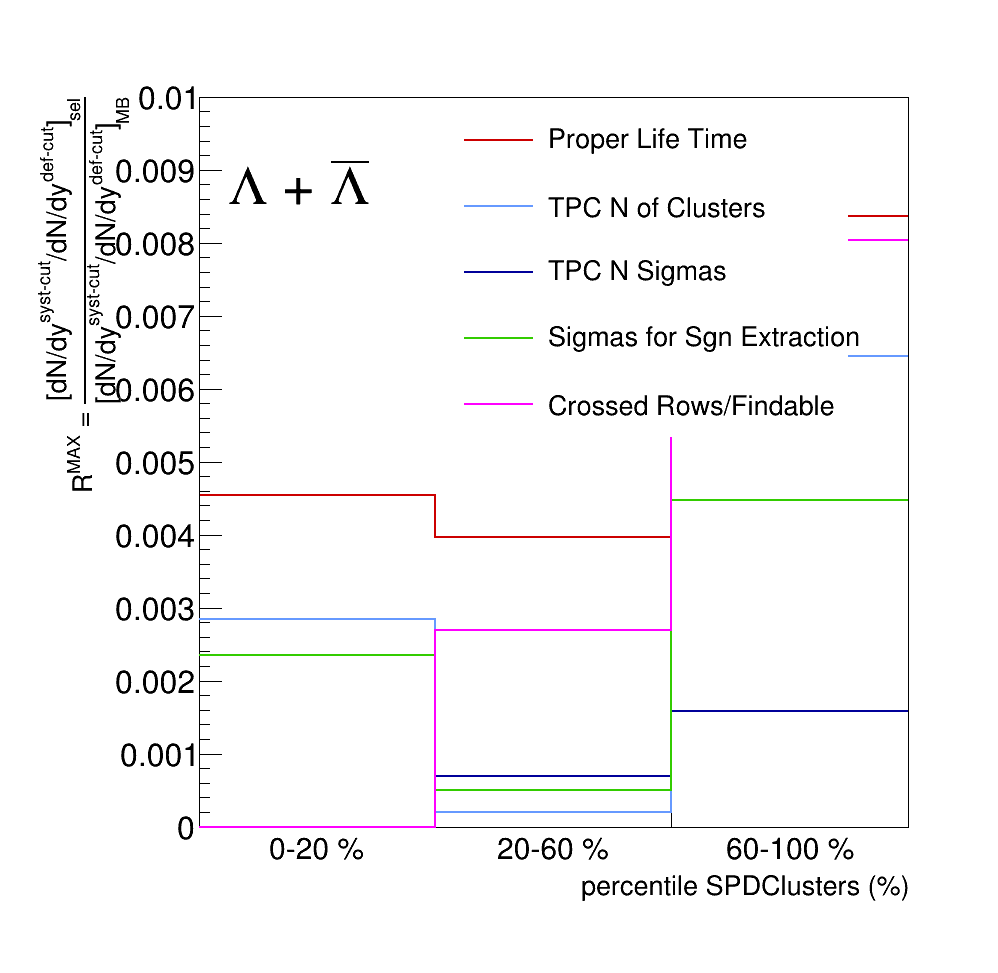 R^MAX = [dN/dy^syst-cut/dN/dy^def-cut]_sel
[dN/dy^syst-cut/dN/dy^def-cut]_MB
0.01
0.009
0.008
0.007
0.006
0.005
0.004
0.003
0.002
0.001
0
Λ + Λ̅
Proper Life Time
TPC N of Clusters
TPC N Sigmas
Sigmas for Sgn Extraction
Crossed Rows/Findable
0-20 %
20-60 %
60-100 %
percentile SPDClusters (%)